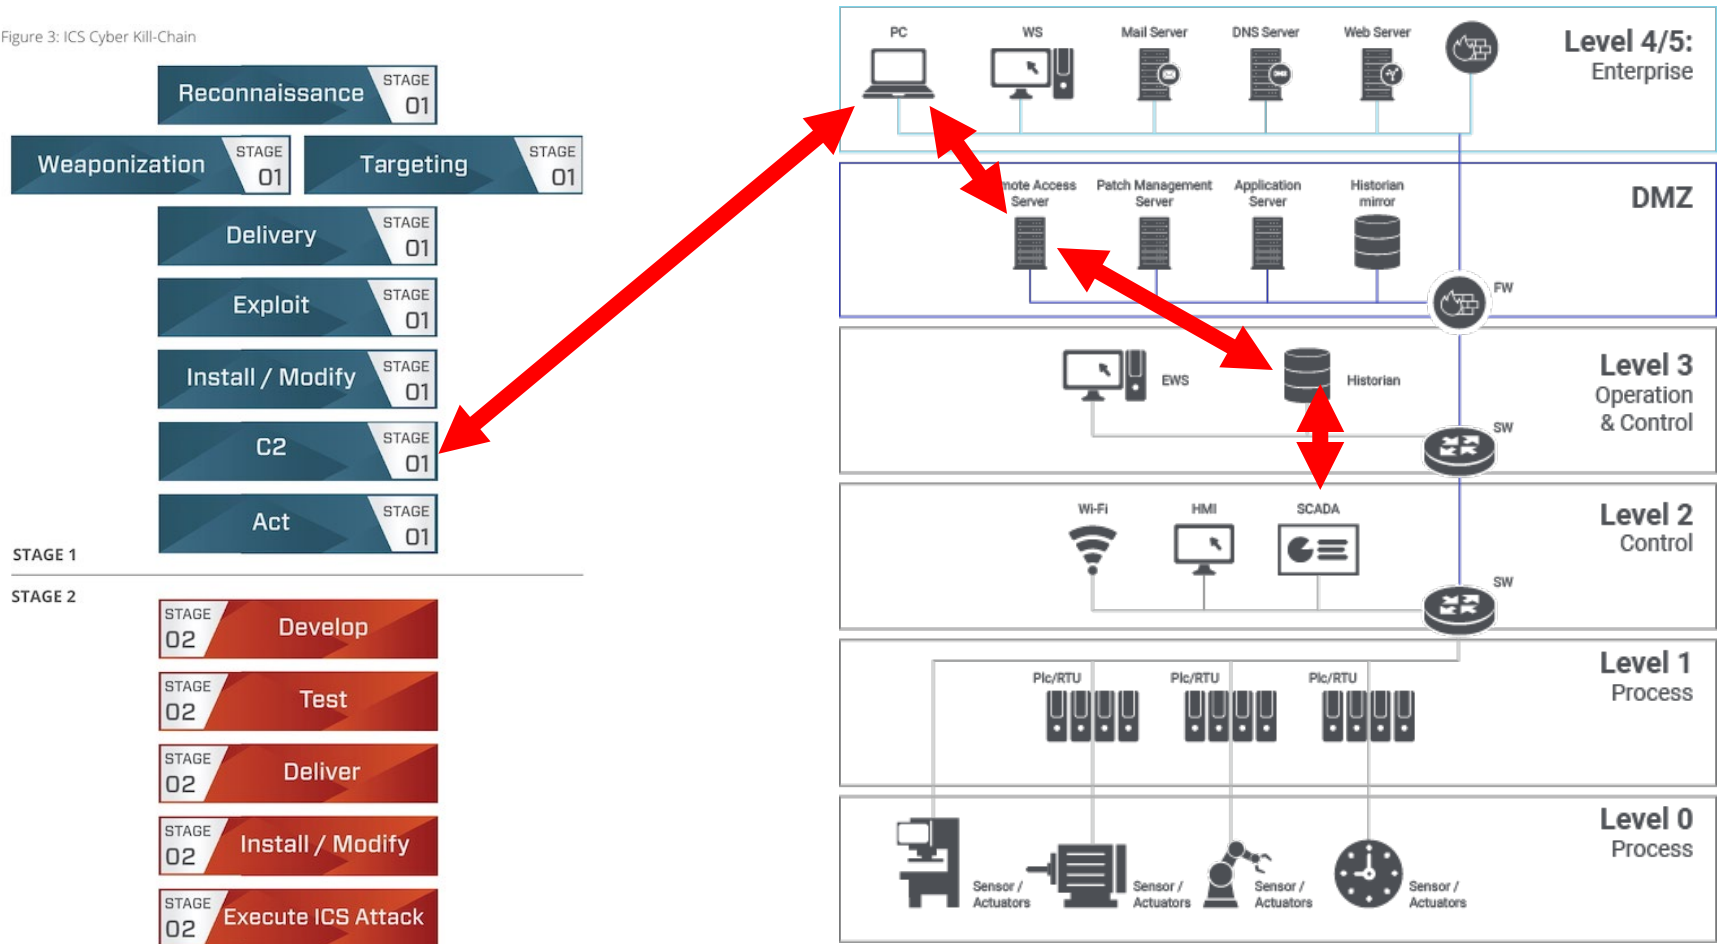 Figure 3: ICS Cyber Kill-Chain
Reconnaissance
STAGE
01
Weaponization
STAGE
01
Targeting
STAGE
01
Delivery
STAGE
01
Exploit
STAGE
01
Install / Modify
STAGE
01
C2
STAGE
01
Act
STAGE
01
STAGE 1
STAGE 2
STAGE
02
Develop
STAGE
02
Test
STAGE
02
Deliver
STAGE
02
Install / Modify
STAGE
02
Execute ICS Attack
PC
WS
Mail Server
DNS Server
Web Server
Level 4/5:
Enterprise
mote Access
Server
Patch Management
Server
Application
Server
Historian
mirror
DMZ
FW
EWS
Historian
Level 3
Operation
& Control
SW
Wi-Fi
HMI
SCADA
Level 2
Control
SW
Plc/RTU
Plc/RTU
Plc/RTU
Level 1
Process
Sensor /
Actuators
Sensor /
Actuators
Sensor /
Actuators
Sensor /
Actuators
Level 0
Process